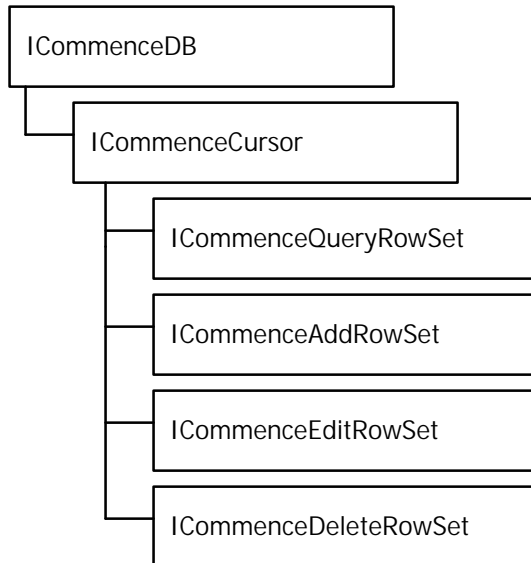 ICommenceDB
ICommenceCursor
ICommenceQueryRowSet
ICommenceAddRowSet
ICommenceEditRowSet
ICommenceDeleteRowSet